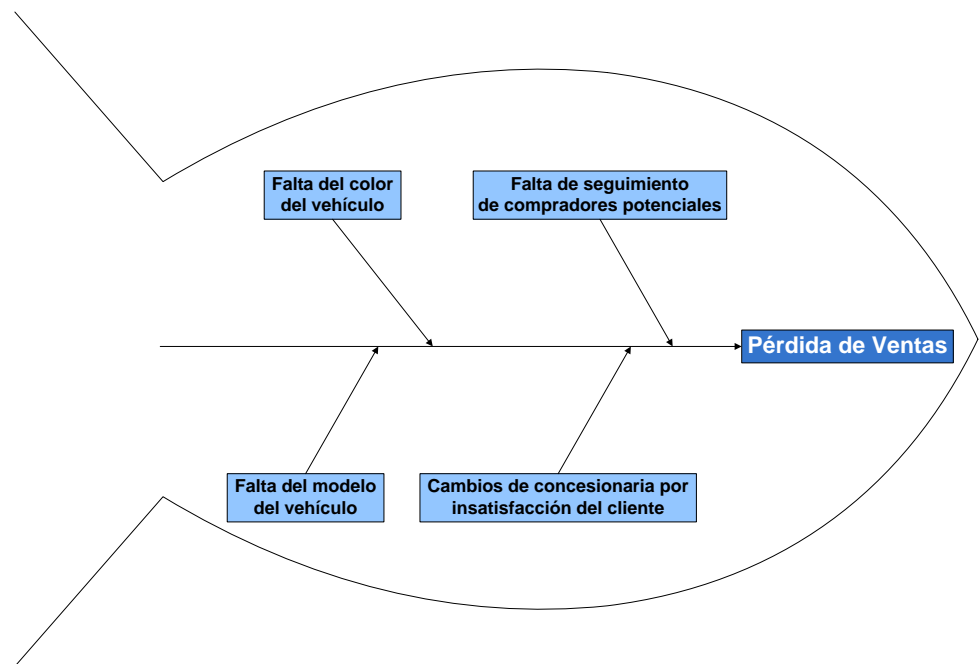 Falta del color
del vehículo
Falta de seguimiento
de compradores potenciales
Pérdida de Ventas
Falta del modelo
del vehículo
Cambios de concesionaria por
insatisfacción del cliente